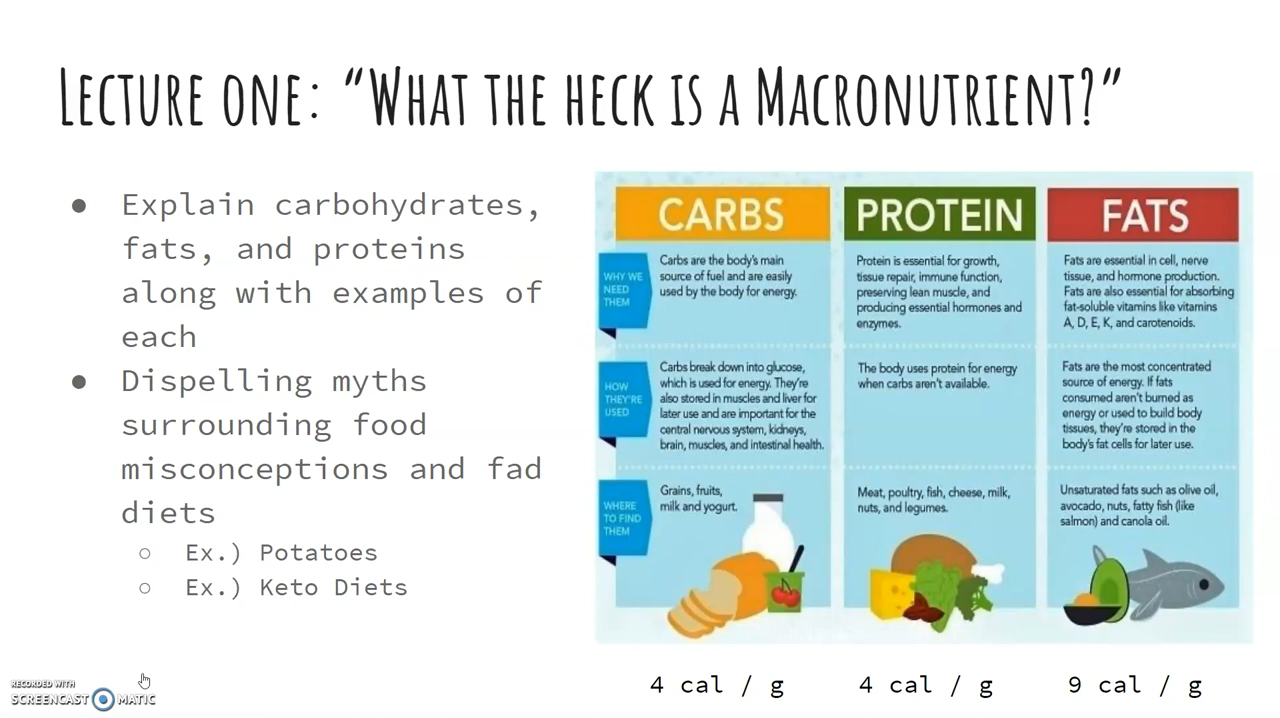 Lecture one: "What the heck is a Macronutrient?"
● Explain carbohydrates,
fats, and proteins
along with examples of
each
● Dispelling myths
surrounding food
misconceptions and fad
diets
○ Ex.) Potatoes
○ Ex.) Keto Diets
CARBS
PROTEIN
FATS
WHY WE
NEED
THEM
Carbs are the body's main
source of fuel and are easily
used by the body for energy.
Protein is essential for growth,
tissue repair, immune function,
preserving lean muscle, and
producing essential hormones and
enzymes.
Fats are essential in cell, nerve
tissue, and hormone production.
Fats are also essential for absorbing
fat-soluble vitamins like vitamins
A, D, E, K, and carotenoids.
HOW
THEY'RE
USED
Carbs break down into glucose,
which is used for energy. They're
also stored in muscles and liver for
later use and are important for the
central nervous system, kidneys,
brain, muscles, and intestinal health.
The body uses protein for energy
when carbs aren't available.
Fats are the most concentrated
source of energy. If fats
consumed aren't burned as
energy or used to build body
tissues, they're stored in the
body's fat cells for later use.
WHERE
TO FIND
THEM
Grains, fruits,
milk and yogurt.
Meat, poultry, fish, cheese, milk,
nuts, and legumes.
Unsaturated fats such as olive oil,
avocado, nuts, fatty fish (like
salmon) and canola oil.
4 cal / g
4 cal / g
9 cal / g
RECORDED WITH
SCREENCAST MATIC